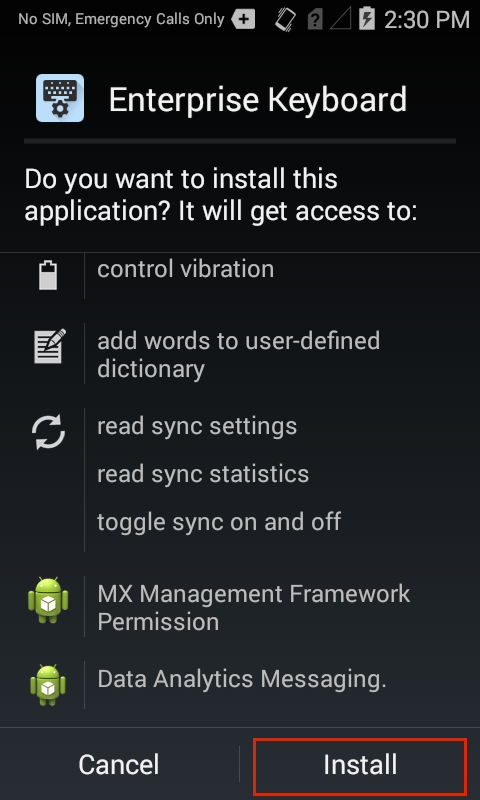 No SIM, Emergency Calls Only 2:30 PM
Enterprise Keyboard
Do you want to install this
application? It will get access to:
control vibration
add words to user-defined
dictionary
read sync settings
read sync statistics
toggle sync on and off
MX Management Framework
Permission
Data Analytics Messaging.
Cancel Install